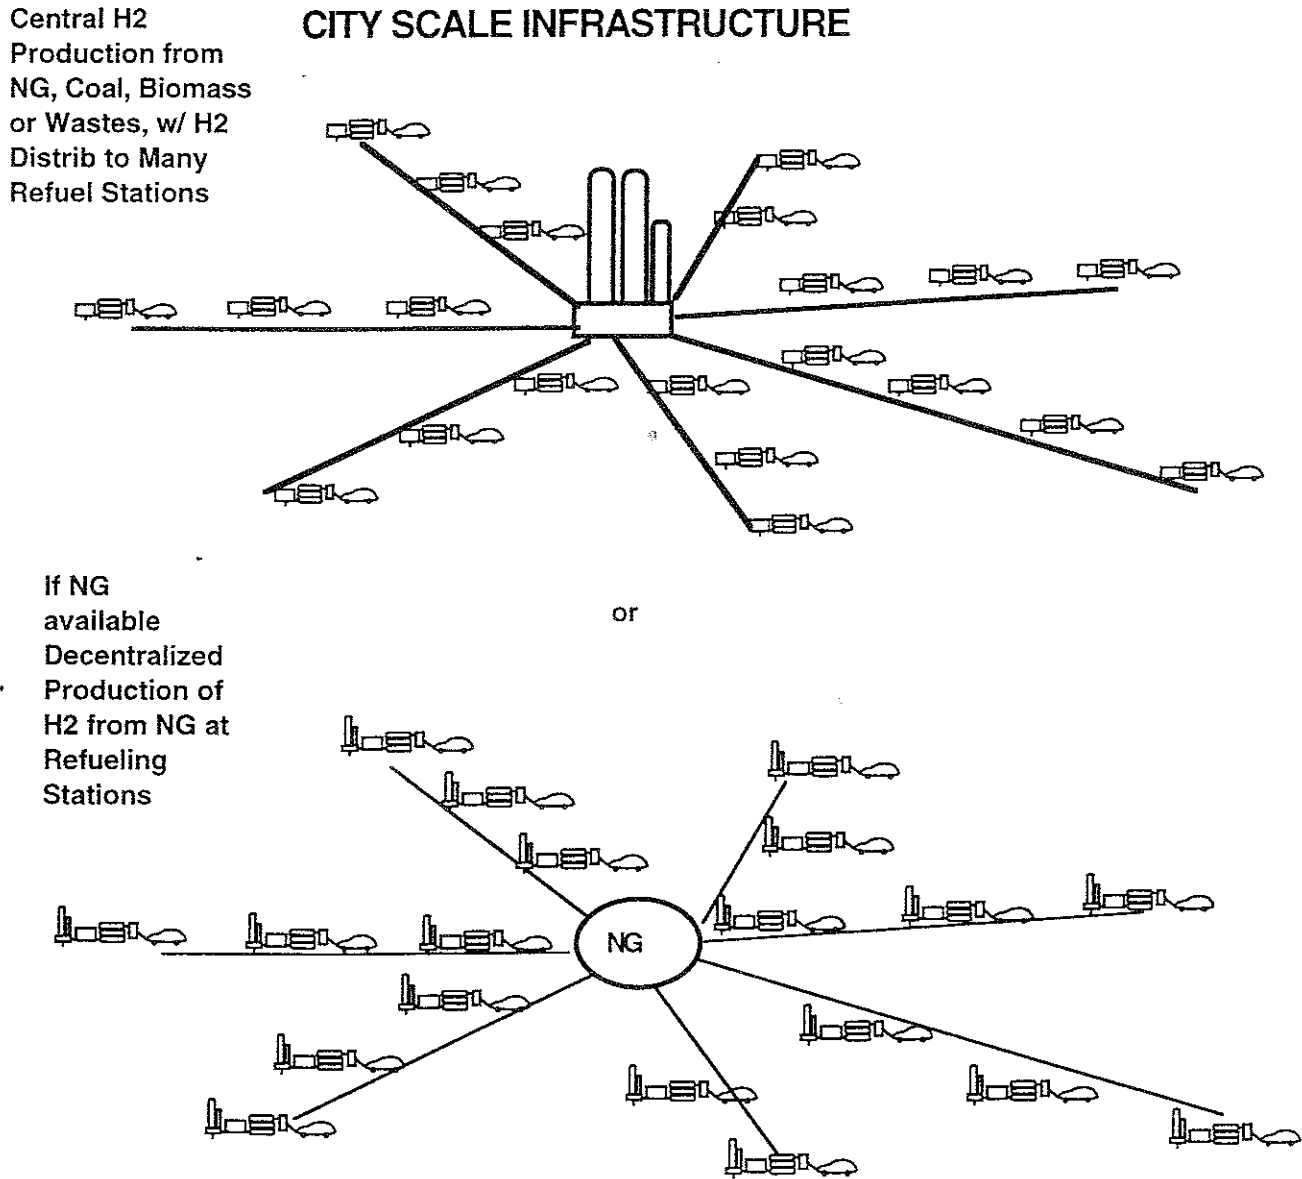 CITY SCALE INFRASTRUCTURE
Central H2
Production from
NG, Coal, Biomass
or Wastes, w/ H2
Distrib to Many
Refuel Stations
or
If NG
available
Decentralized
Production of
H2 from NG at
Refueling
Stations
NG